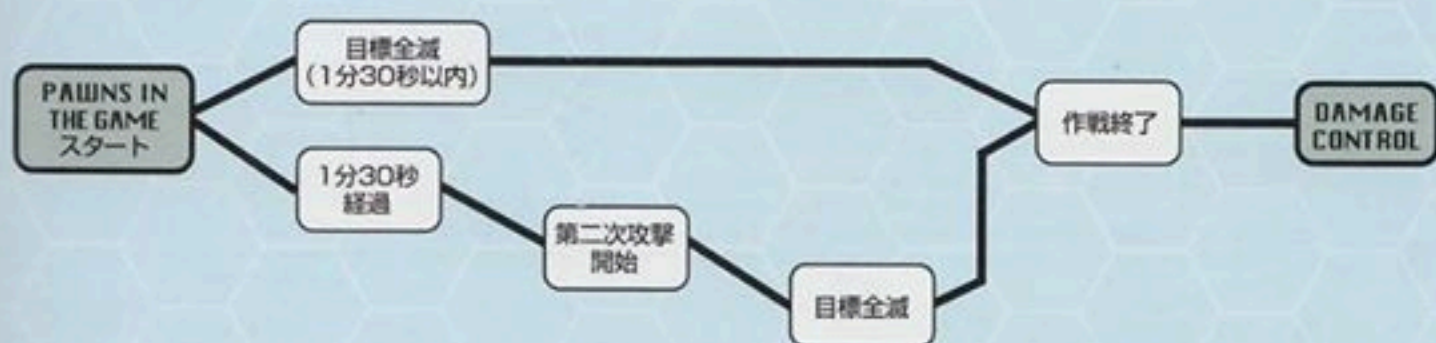 PAWNS IN
THE GAME
スタート
目標全滅
(1分30秒以内)
1分30秒
経過
第二次攻撃
開始
目標全滅
作戦終了
DAMAGE
CONTROL